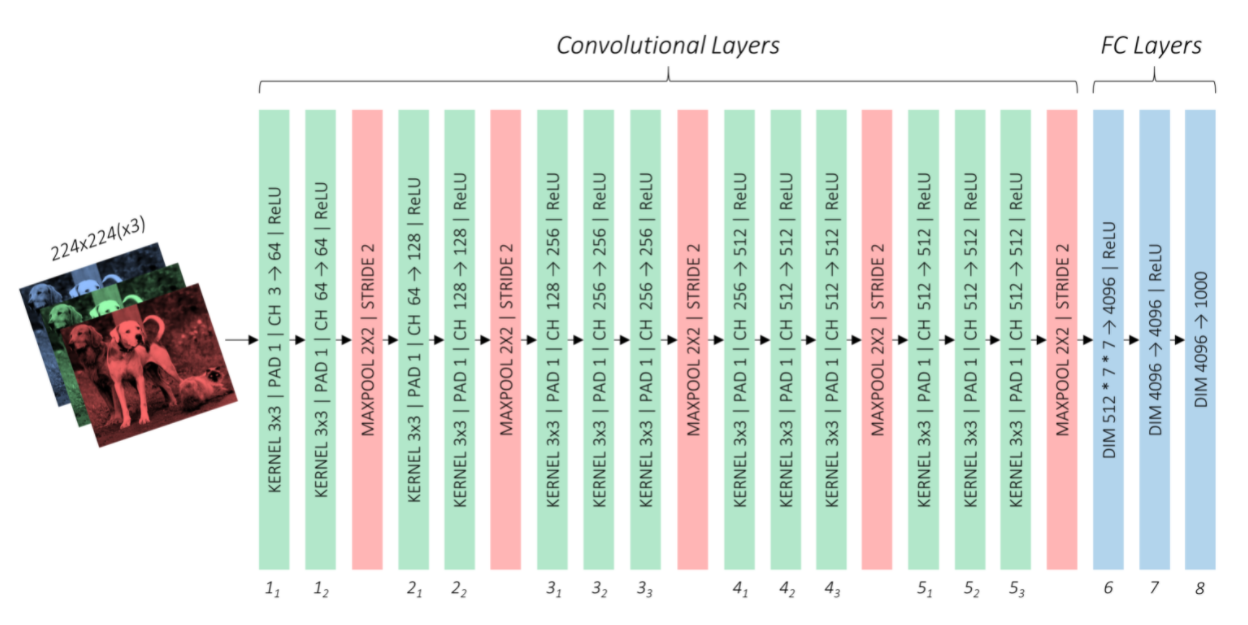 Convolutional Layers
FC Layers
224x224(x3)
KERNEL 3x3 | PAD 1 | CH 3 → 64 | ReLU
KERNEL 3x3 | PAD 1 | CH 64 → 64 | ReLU
MAXPOOL 2X2 | STRIDE 2
KERNEL 3x3 | PAD 1 | CH 64 → 128 | ReLU
KERNEL 3x3 | PAD 1 | CH 128 → 128 | ReLU
MAXPOOL 2X2 | STRIDE 2
KERNEL 3x3 | PAD 1 | CH 128 → 256 | ReLU
KERNEL 3x3 | PAD 1 | CH 256 → 256 | ReLU
KERNEL 3x3 | PAD 1 | CH 256 → 256 | ReLU
MAXPOOL 2X2 | STRIDE 2
KERNEL 3x3 | PAD 1 | CH 256 → 512 | ReLU
KERNEL 3x3 | PAD 1 | CH 512 → 512 | ReLU
KERNEL 3x3 | PAD 1 | CH 512 → 512 | ReLU
MAXPOOL 2X2 | STRIDE 2
KERNEL 3x3 | PAD 1 | CH 512 → 512 | ReLU
KERNEL 3x3 | PAD 1 | CH 512 → 512 | ReLU
KERNEL 3x3 | PAD 1 | CH 512 → 512 | ReLU
MAXPOOL 2X2 | STRIDE 2
DIM 512 * 7 * 7 → 4096 | ReLU
DIM 4096 → 4096 | ReLU
DIM 4096 → 1000
1₁ 1₂ 2₁ 2₂ 3₁ 3₂ 3₃ 4₁ 4₂ 4₃ 5₁ 5₂ 5₃ 6 7 8